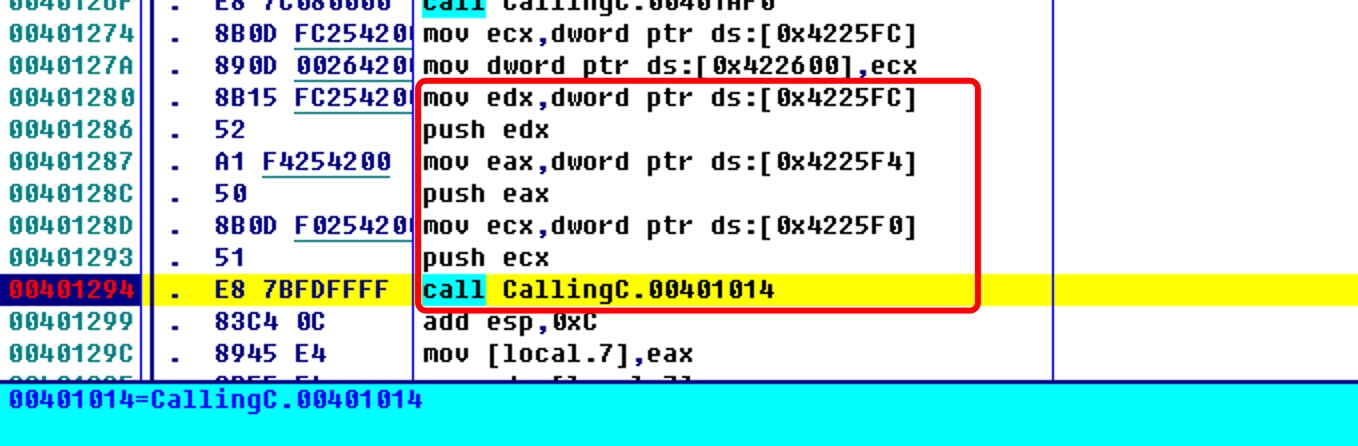 0040126F . E8 7C080000 call CallingC.00401AF0
00401274 . 8B0D FC254200 mov ecx,dword ptr ds:[0x4225FC]
0040127A . 890D 00264200 mov dword ptr ds:[0x422600],ecx
00401280 . 8B15 FC254200 mov edx,dword ptr ds:[0x4225FC]
00401286 . 52 push edx
00401287 . A1 F4254200 mov eax,dword ptr ds:[0x4225F4]
0040128C . 50 push eax
0040128D . 8B0D F0254200 mov ecx,dword ptr ds:[0x4225F0]
00401293 . 51 push ecx
00401294 . E8 7BFDFFFF call CallingC.00401014
00401299 . 83C4 0C add esp,0xC
0040129C . 8945 E4 mov [local.7],eax
00401014=CallingC.00401014